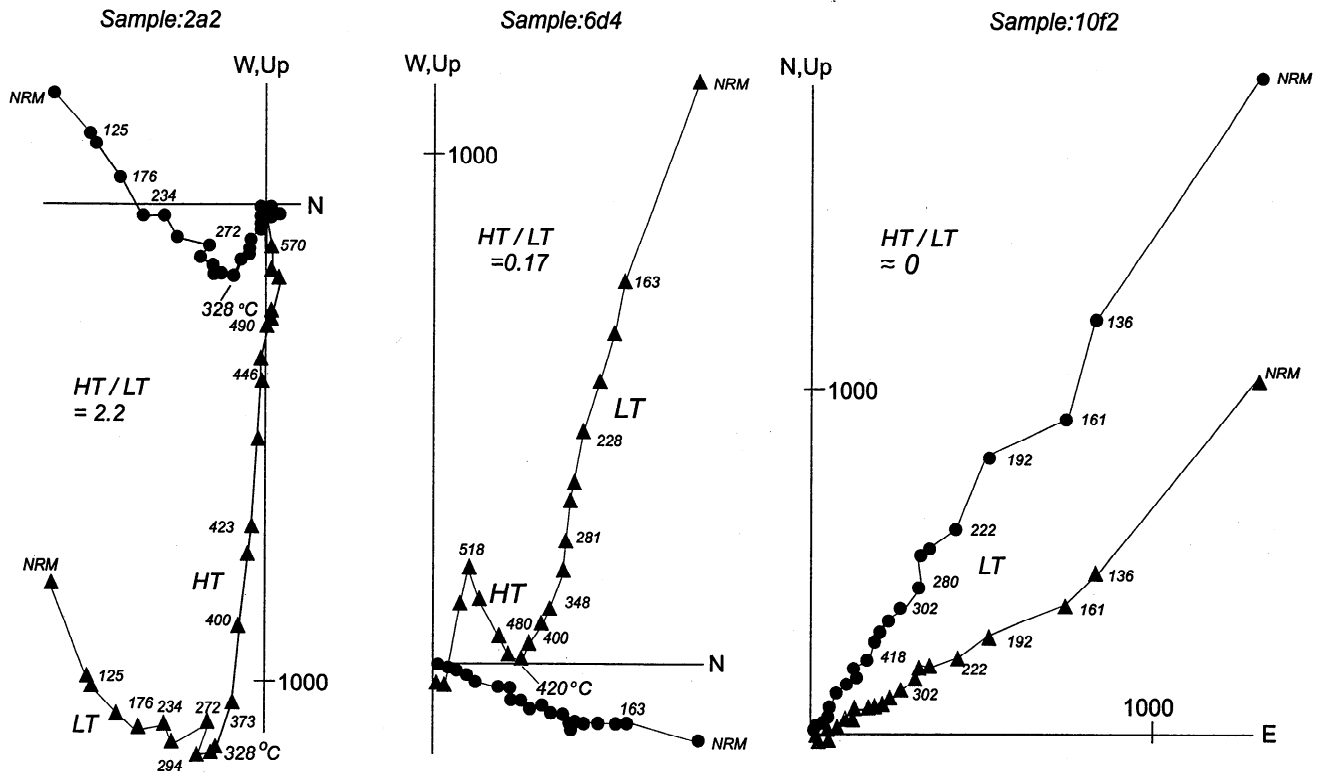 Sample:2a2
W,Up
NRM
125
176
234
N
272
570
328 °C
490
446
HT / LT
= 2.2
423
NRM
HT
400
1000
125
176
234
272
373
LT
328 °C
294
Sample:6d4
W,Up
NRM
1000
HT / LT
=0.17
163
LT
228
518
281
HT
348
480
400
N
420 °C
163
NRM
Sample:10f2
N,Up
NRM
HT / LT
≈ 0
136
NRM
1000
161
192
222
LT
280
136
302
161
418
192
222
302
1000
E